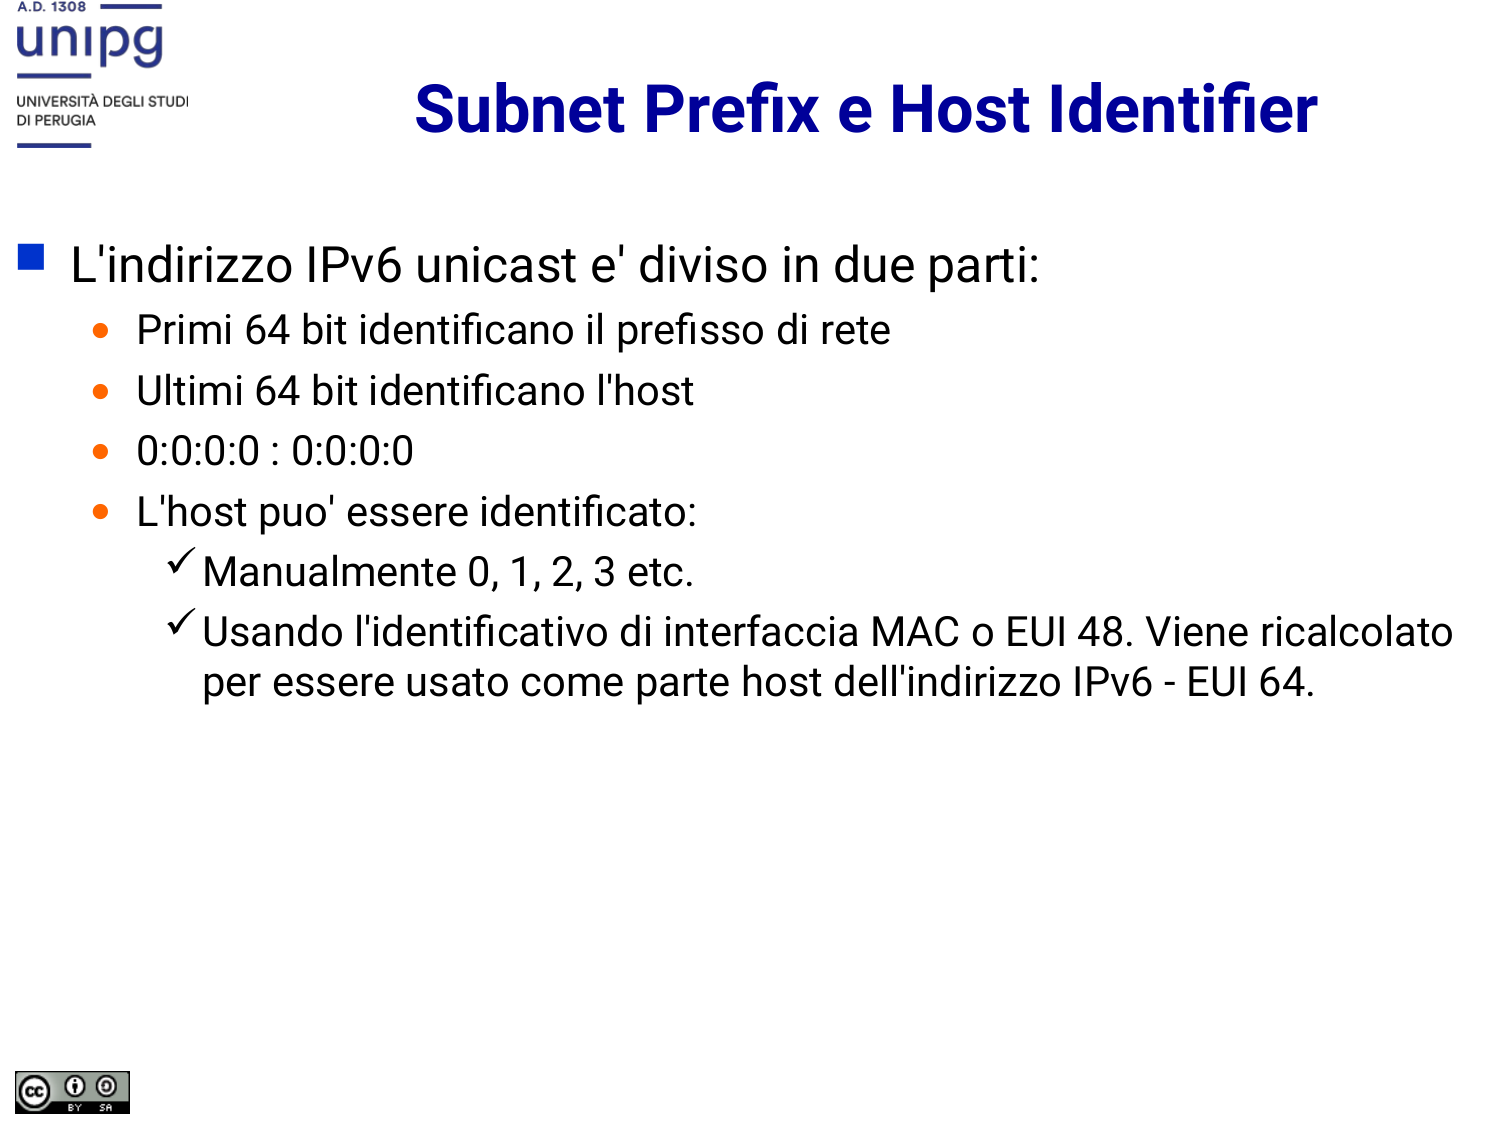 A.D. 1308
unipg
UNIVERSITÀ DEGLI STUDI
DI PERUGIA
Subnet Prefix e Host Identifier
L'indirizzo IPv6 unicast e' diviso in due parti:
Primi 64 bit identificano il prefisso di rete
Ultimi 64 bit identificano l'host
0:0:0:0 : 0:0:0:0
L'host puo' essere identificato:
Manualmente 0, 1, 2, 3 etc.
Usando l'identificativo di interfaccia MAC o EUI 48. Viene ricalcolato
per essere usato come parte host dell'indirizzo IPv6 - EUI 64.
cc BY SA